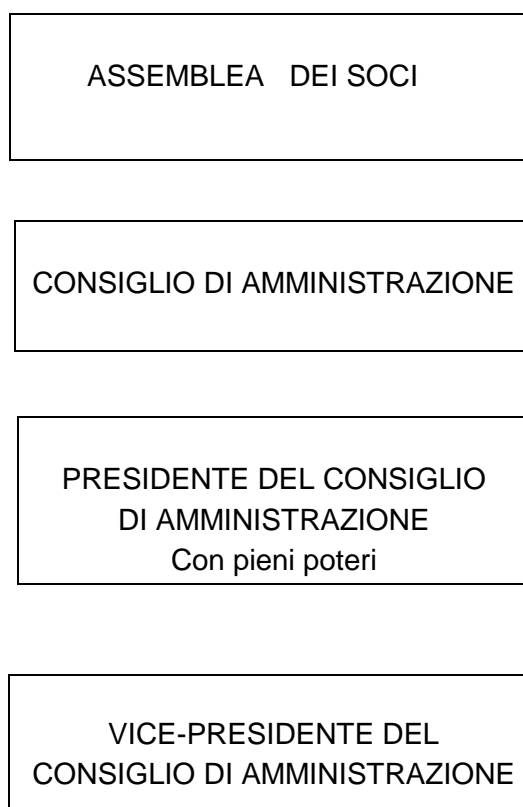 ASSEMBLEA DEI SOCI
CONSIGLIO DI AMMINISTRAZIONE
PRESIDENTE DEL CONSIGLIO
DI AMMINISTRAZIONE
Con pieni poteri
VICE-PRESIDENTE DEL
CONSIGLIO DI AMMINISTRAZIONE